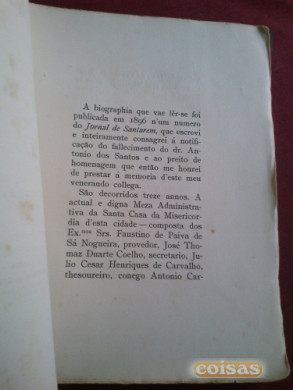 A biographia que vae lêr-se foi
publicada em 1896 n'um numero
do Jornal de Santarem, que escrevi
e inteiramente consagrei á notifi-
cação do fallecimento do dr. An-
tonio dos Santos e ao preito de
homenagem que então me honrei
de prestar á memoria d'este meu
venerando collega.
São decorridos treze annos. A
actual e digna Meza Administra-
tiva da Santa Casa da Misericor-
dia d'esta cidade—composta dos
Ex.mos Srs. Faustino de Paiva de
Sá Nogueira, provedor, José Tho-
maz Duarte Coelho, secretario, Ju-
lio Cesar Henriques de Carvalho,
thesoureiro, conego Antonio Car-
coisas